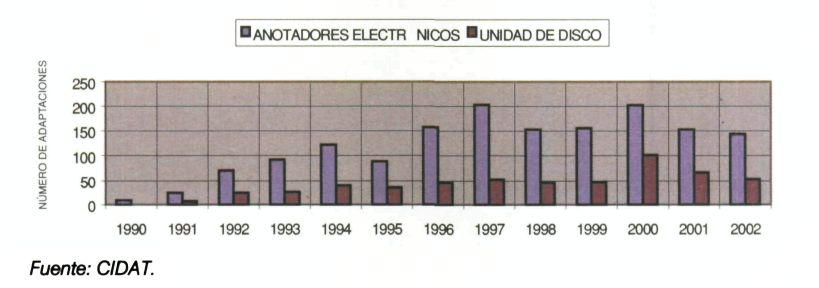 ANOTADORES ELECTR NICOS UNIDAD DE DISCO
NÚMERO DE ADAPTACIONES
250
200
150
100
50
0
1990 1991 1992 1993 1994 1995 1996 1997 1998 1999 2000 2001 2002
Fuente: CIDAT.